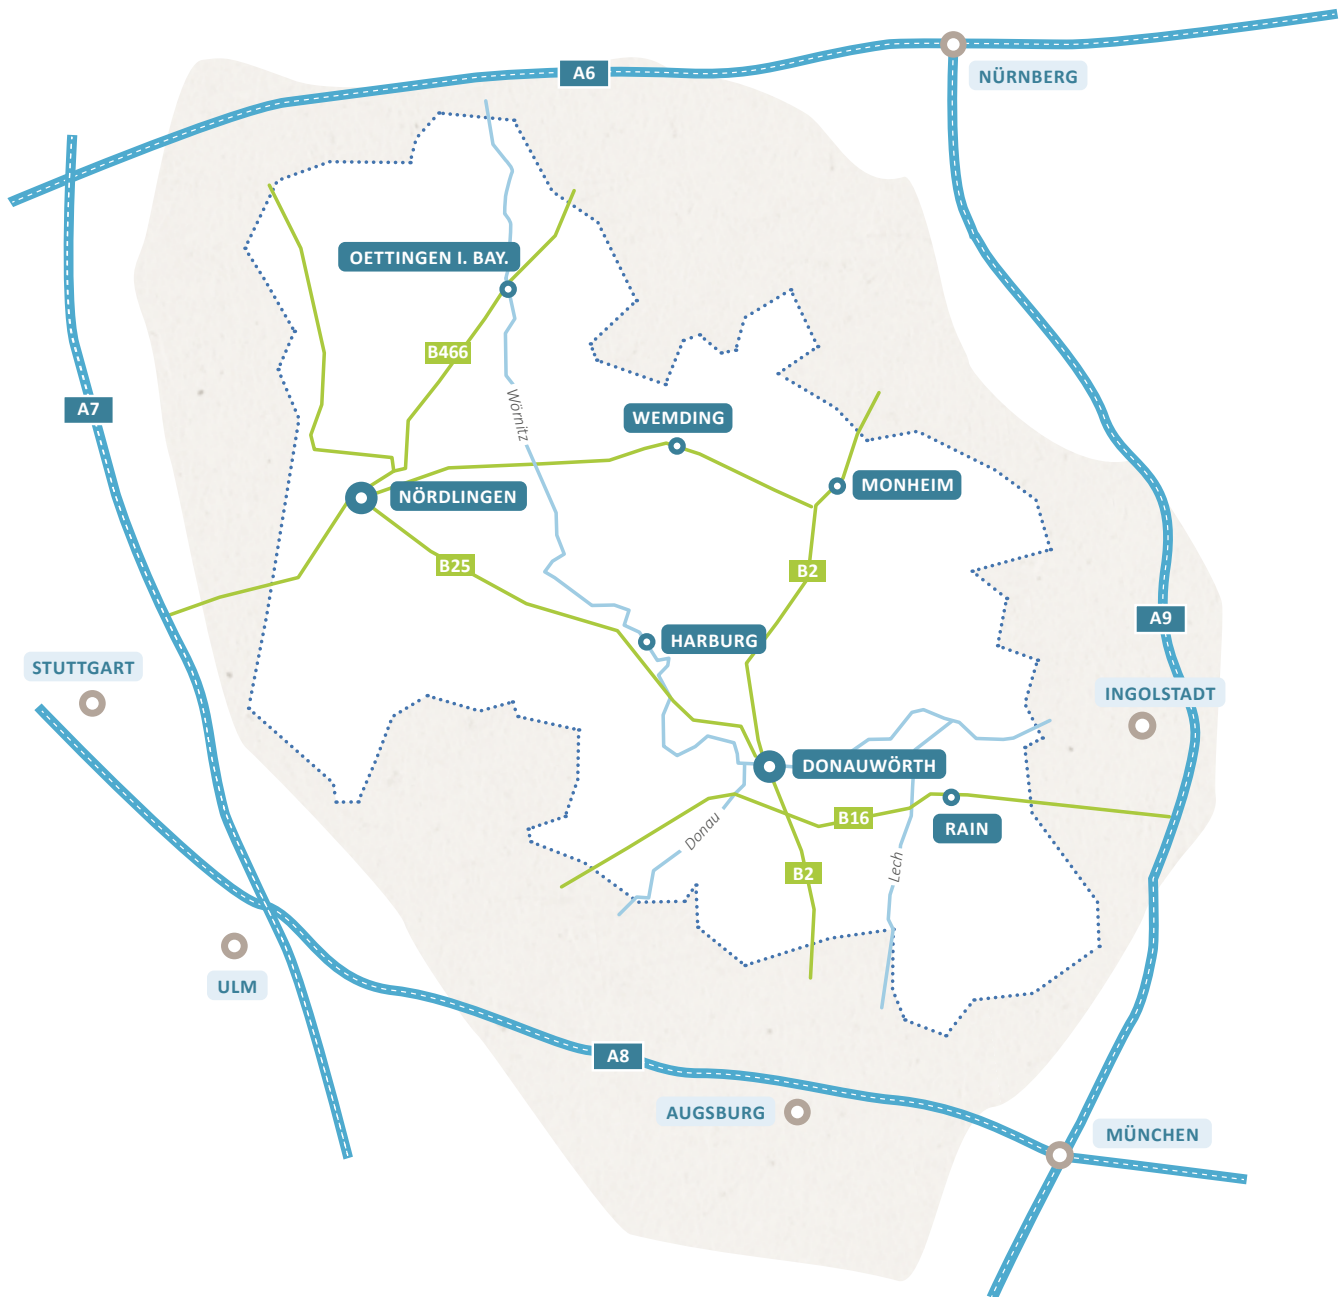 A6
NÜRNBERG
OETTINGEN I. BAY.
B466
A7
Wörnitz
WEMDING
NÖRDLINGEN
MONHEIM
B25
B2
A9
HARBURG
STUTTGART
INGOLSTADT
DONAUWÖRTH
B16
RAIN
Donau
Lech
B2
ULM
A8
AUGSBURG
MÜNCHEN